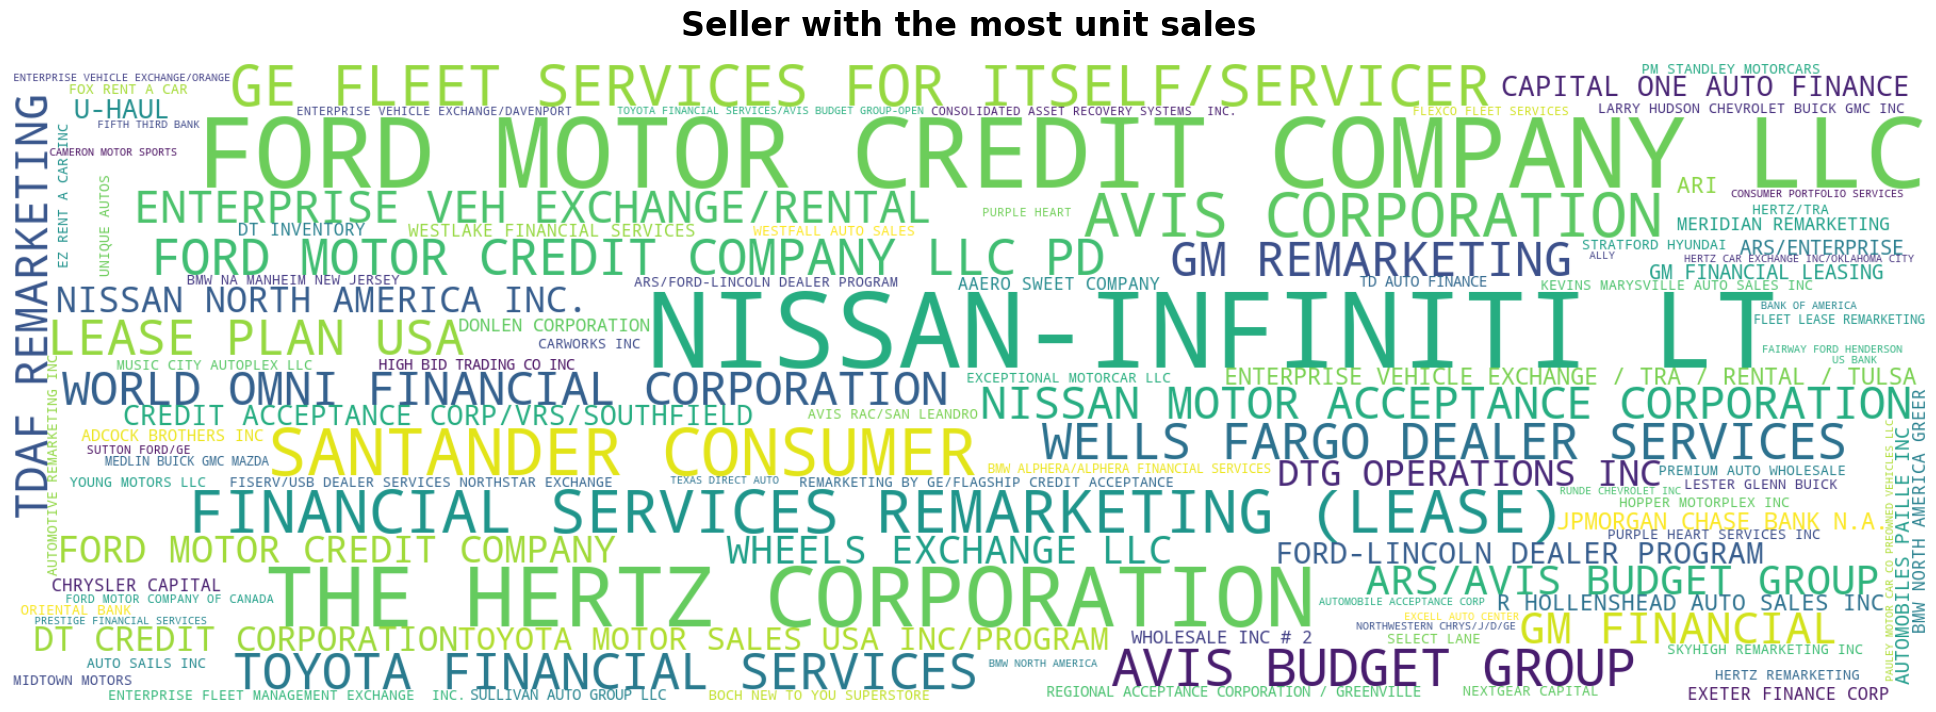 Seller with the most unit sales
ENTERPRISE VEHICLE EXCHANGE/ORANGE
FOX RENT A CAR
GE FLEET SERVICES FOR ITSELF/SERVICER
PM STANDLEY MOTORCARS
CAPITAL ONE AUTO FINANCE
U-HAUL
ENTERPRISE VEHICLE EXCHANGE/DAVENPORT
TOYOTA FINANCIAL SERVICES/AVIS BUDGET GROUP-OPEN
CONSOLIDATED ASSET RECOVERY SYSTEMS INC.
FLEXCO FLEET SERVICES
LARRY HUDSON CHEVROLET BUICK GMC INC
FIFTH THIRD BANK
TDAF REMARKETING
CAMERON MOTOR SPORTS
EZ RENT A CAR INC
UNIQUE AUTOS
FORD MOTOR CREDIT COMPANY LLC
ENTERPRISE VEH EXCHANGE/RENTAL
PURPLE HEART
AVIS CORPORATION
ARI
CONSUMER PORTFOLIO SERVICES
HERTZ/TRA
MERIDIAN REMARKETING
DT INVENTORY
WESTLAKE FINANCIAL SERVICES
WESTFALL AUTO SALES
FORD MOTOR CREDIT COMPANY LLC PD
GM REMARKETING
STRATFORD HYUNDAI
ARS/ENTERPRISE
ALLY
HERTZ CAR EXCHANGE INC/OKLAHOMA CITY
GM FINANCIAL LEASING
BMW NA MANHEIM NEW JERSEY
ARS/FORD-LINCOLN DEALER PROGRAM
AAERO SWEET COMPANY
TD AUTO FINANCE
KEVINS MARYSVILLE AUTO SALES INC
NISSAN NORTH AMERICA INC.
NISSAN-INFINITI LT
BANK OF AMERICA
FLEET LEASE REMARKETING
LEASE PLAN USA
DONLEN CORPORATION
CARWORKS INC
FAIRWAY FORD HENDERSON
US BANK
MUSIC CITY AUTOPLEX LLC
HIGH BID TRADING CO INC
WORLD OMNI FINANCIAL CORPORATION
EXCEPTIONAL MOTORCAR LLC
ENTERPRISE VEHICLE EXCHANGE / TRA / RENTAL / TULSA
AUTOMOTIVE REMARKETING INC
CREDIT ACCEPTANCE CORP/VRS/SOUTHFIELD
AVIS RAC/SAN LEANDRO
NISSAN MOTOR ACCEPTANCE CORPORATION
ADCOCK BROTHERS INC
SUTTON FORD/GE
MEDLIN BUICK GMC MAZDA
SANTANDER CONSUMER
WELLS FARGO DEALER SERVICES
BMW ALPHERA/ALPHERA FINANCIAL SERVICES
DTG OPERATIONS INC
PREMIUM AUTO WHOLESALE
YOUNG MOTORS LLC
FISERV/USB DEALER SERVICES NORTHSTAR EXCHANGE
TEXAS DIRECT AUTO
REMARKETING BY GE/FLAGSHIP CREDIT ACCEPTANCE
LESTER GLENN BUICK
RUNDE CHEVROLET INC
HOPPER MOTORPLEX INC
FINANCIAL SERVICES REMARKETING (LEASE)
JPMORGAN CHASE BANK N.A.
PURPLE HEART SERVICES INC
PAULEY MOTOR CAR CO PREOWNED VEHICLES LLC
AUTOMOBILES PAILLE INC
BMW NORTH AMERICA GREER
FORD MOTOR CREDIT COMPANY
WHEELS EXCHANGE LLC
FORD-LINCOLN DEALER PROGRAM
CHRYSLER CAPITAL
FORD MOTOR COMPANY OF CANADA
THE HERTZ CORPORATION
ARS/AVIS BUDGET GROUP
AUTOMOBILE ACCEPTANCE CORP
R HOLLENSHEAD AUTO SALES INC
ORIENTAL BANK
PRESTIGE FINANCIAL SERVICES
EXCELL AUTO CENTER
NORTHWESTERN CHRYS/J/D/GE
DT CREDIT CORPORATION
TOYOTA MOTOR SALES USA INC/PROGRAM
WHOLESALE INC # 2
SELECT LANE
GM FINANCIAL
SKYHIGH REMARKETING INC
AUTO SAILS INC
TOYOTA FINANCIAL SERVICES
BMW NORTH AMERICA
AVIS BUDGET GROUP
HERTZ REMARKETING
MIDTOWN MOTORS
ENTERPRISE FLEET MANAGEMENT EXCHANGE INC.
SULLIVAN AUTO GROUP LLC
BOCH NEW TO YOU SUPERSTORE
REGIONAL ACCEPTANCE CORPORATION / GREENVILLE
NEXTGEAR CAPITAL
EXETER FINANCE CORP